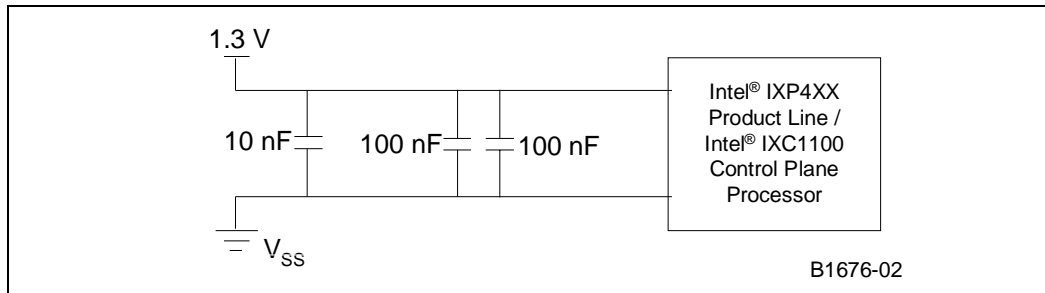 1.3 V
10 nF
100 nF
100 nF
Intel® IXP4XX
Product Line /
Intel® IXC1100
Control Plane
Processor
VSS
B1676-02